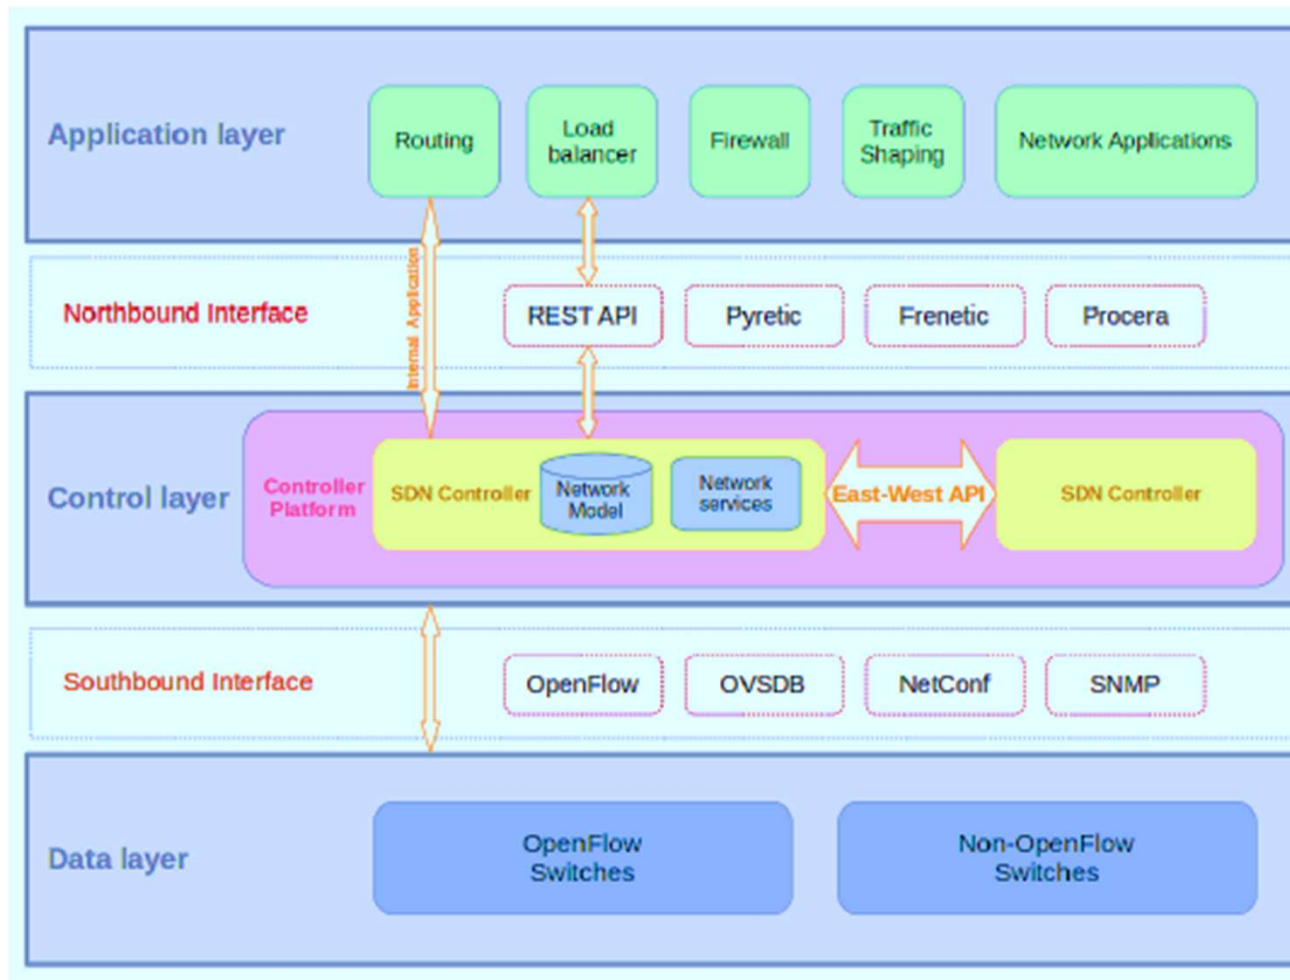 Application layer
Routing
Load
balancer
Firewall
Traffic
Shaping
Network Applications
Internal Application
Northbound Interface
REST API
Pyretic
Frenetic
Procera
Control layer
Controller
Platform
SDN Controller
Network
Model
Network
services
East-West API
SDN Controller
Southbound Interface
OpenFlow
OVSDB
NetConf
SNMP
Data layer
OpenFlow
Switches
Non-OpenFlow
Switches